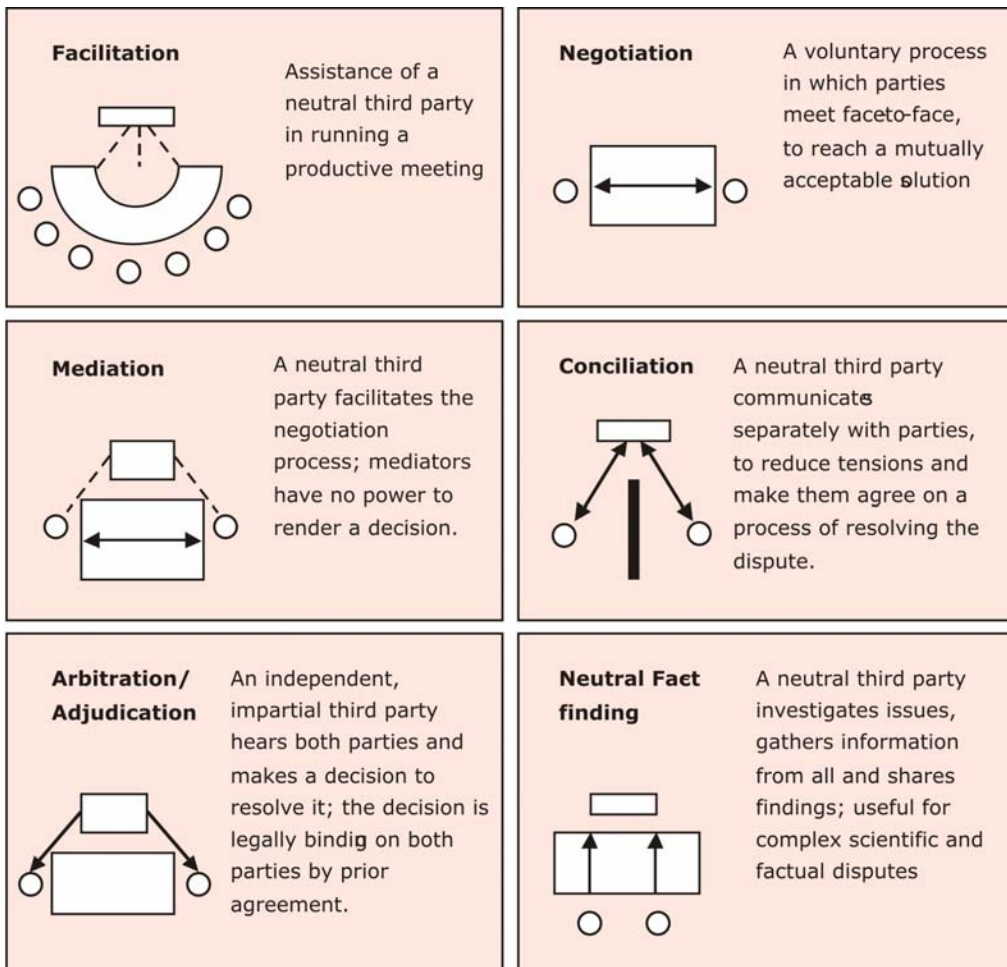 Facilitation
Assistance of a
neutral third party
in running a
productive meeting
Negotiation
A voluntary process
in which parties
meet faceto-face,
to reach a mutually
acceptable solution
Mediation
A neutral third
party facilitates the
negotiation
process; mediators
have no power to
render a decision.
Conciliation
A neutral third party
communicates
separately with parties,
to reduce tensions and
make them agree on a
process of resolving the
dispute.
Arbitration/
Adjudication
An independent,
impartial third party
hears both parties and
makes a decision to
resolve it; the decision is
legally bindig on both
parties by prior
agreement.
Neutral Fact
finding
A neutral third party
investigates issues,
gathers information
from all and shares
findings; useful for
complex scientific and
factual disputes